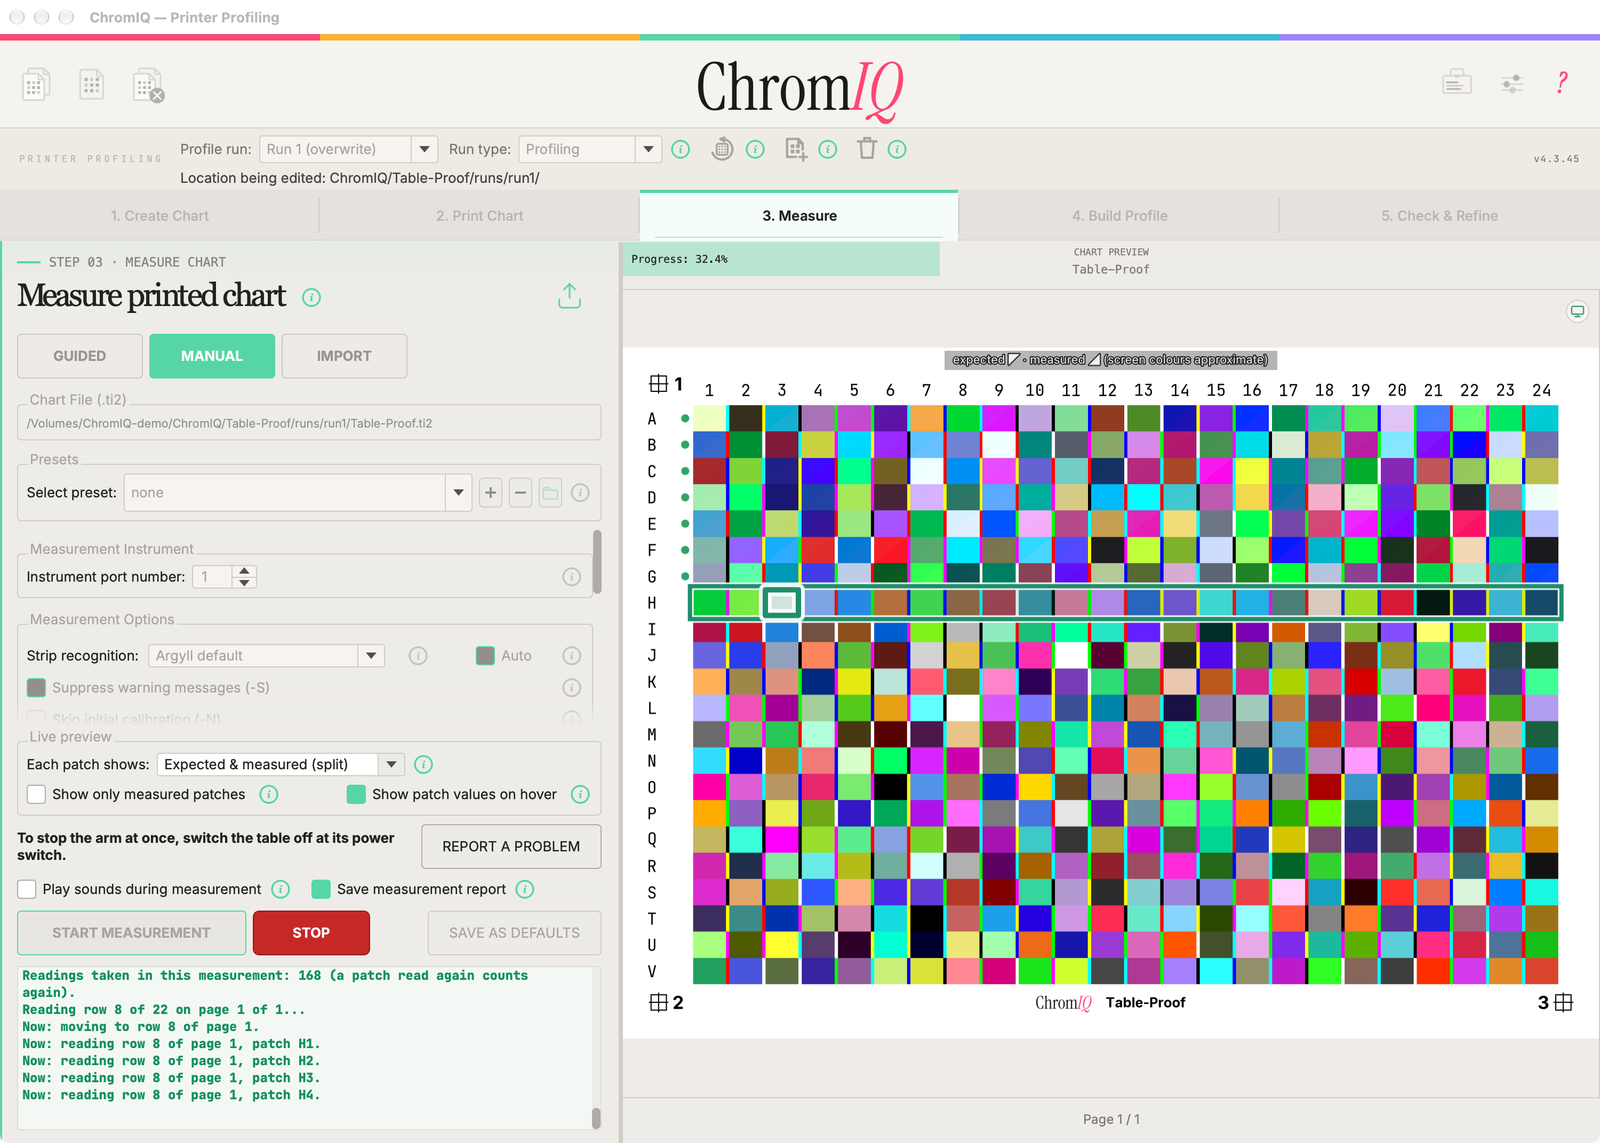 ChromIQ — Printer Profiling
ChromIQ
?
PRINTER PROFILING
Profile run: Run 1 (overwrite) Run type: Profiling
v4.3.45
Location being edited: ChromIQ/Table-Proof/runs/run1/
1. Create Chart
2. Print Chart
3. Measure
4. Build Profile
5. Check & Refine
STEP 03 · MEASURE CHART
Measure printed chart
GUIDED
MANUAL
IMPORT
Chart File (.ti2)
/Volumes/ChromIQ-demo/ChromIQ/Table-Proof/runs/run1/Table-Proof.ti2
Presets
Select preset: none
Measurement Instrument
Instrument port number: 1
Measurement Options
Strip recognition: Argyll default Auto
Suppress warning messages (-S)
Skip initial calibration (-N)
Live preview
Each patch shows: Expected & measured (split)
Show only measured patches Show patch values on hover
To stop the arm at once, switch the table off at its power
switch.
REPORT A PROBLEM
Play sounds during measurement Save measurement report
START MEASUREMENT
STOP
SAVE AS DEFAULTS
Readings taken in this measurement: 168 (a patch read again counts
again).
Reading row 8 of 22 on page 1 of 1...
Now: moving to row 8 of page 1.
Now: reading row 8 of page 1, patch H1.
Now: reading row 8 of page 1, patch H2.
Now: reading row 8 of page 1, patch H3.
Now: reading row 8 of page 1, patch H4.
Progress: 32.4%
CHART PREVIEW
Table-Proof
expected · measured (screen colours approximate)
1
1 2 3 4 5 6 7 8 9 10 11 12 13 14 15 16 17 18 19 20 21 22 23 24
A
B
C
D
E
F
G
H
I
J
K
L
M
N
O
P
Q
R
S
T
U
V
2
ChromIQ Table-Proof
3
Page 1 / 1